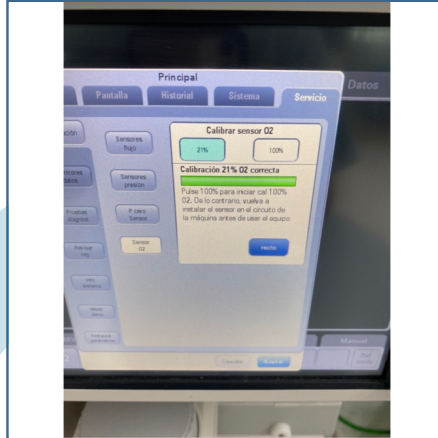 Principal
Datos
Pantalla
Historial
Sistema
Servicio
Sensores
flujo
Sensores
presión
P cero
Sensor
Sensor
O2
Calibrar sensor O2
21%
100%
Calibración 21% O2 correcta
Pulse 100% para iniciar cal 100%
O2. De lo contrario, vuelva a
instalar el sensor en el circuito de
la máquina antes de usar el equipo
Hecho
Cancelar
Manual